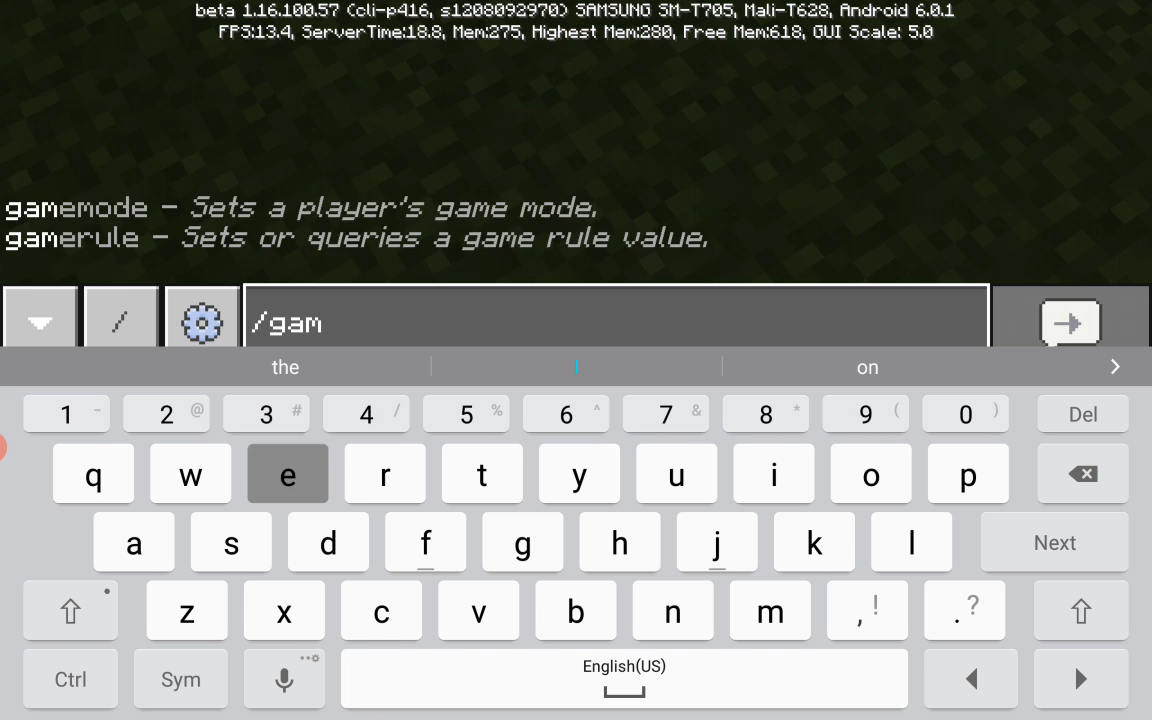 beta 1.16.100.57 (cli-p416, s1208092970) SAMSUNG SM-T705, Mali-T628, Android 6.0.1
FPS:13.4, ServerTime:18.8, Mem:275, Highest Mem:280, Free Mem:618, GUI Scale: 5.0
gamemode - Sets a player's game mode.
gamerule - Sets or queries a game rule value.
/ /gam
the I on
1 - 2 @ 3 # 4 / 5 % 6 ^ 7 & 8 * 9 ( 0 ) Del
q w e r t y u i o p
a s d f g h j k l Next
z x c v b n m , ! . ?
Ctrl Sym English(US)